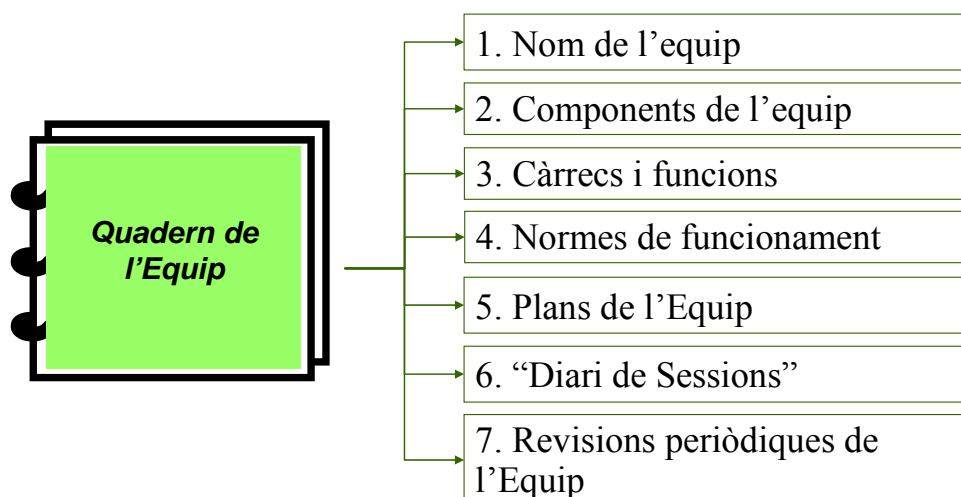 Quadern de
l’Equip
1. Nom de l’equip
2. Components de l’equip
3. Càrrecs i funcions
4. Normes de funcionament
5. Plans de l’Equip
6. “Diari de Sessions”
7. Revisions periòdiques de
l’Equip